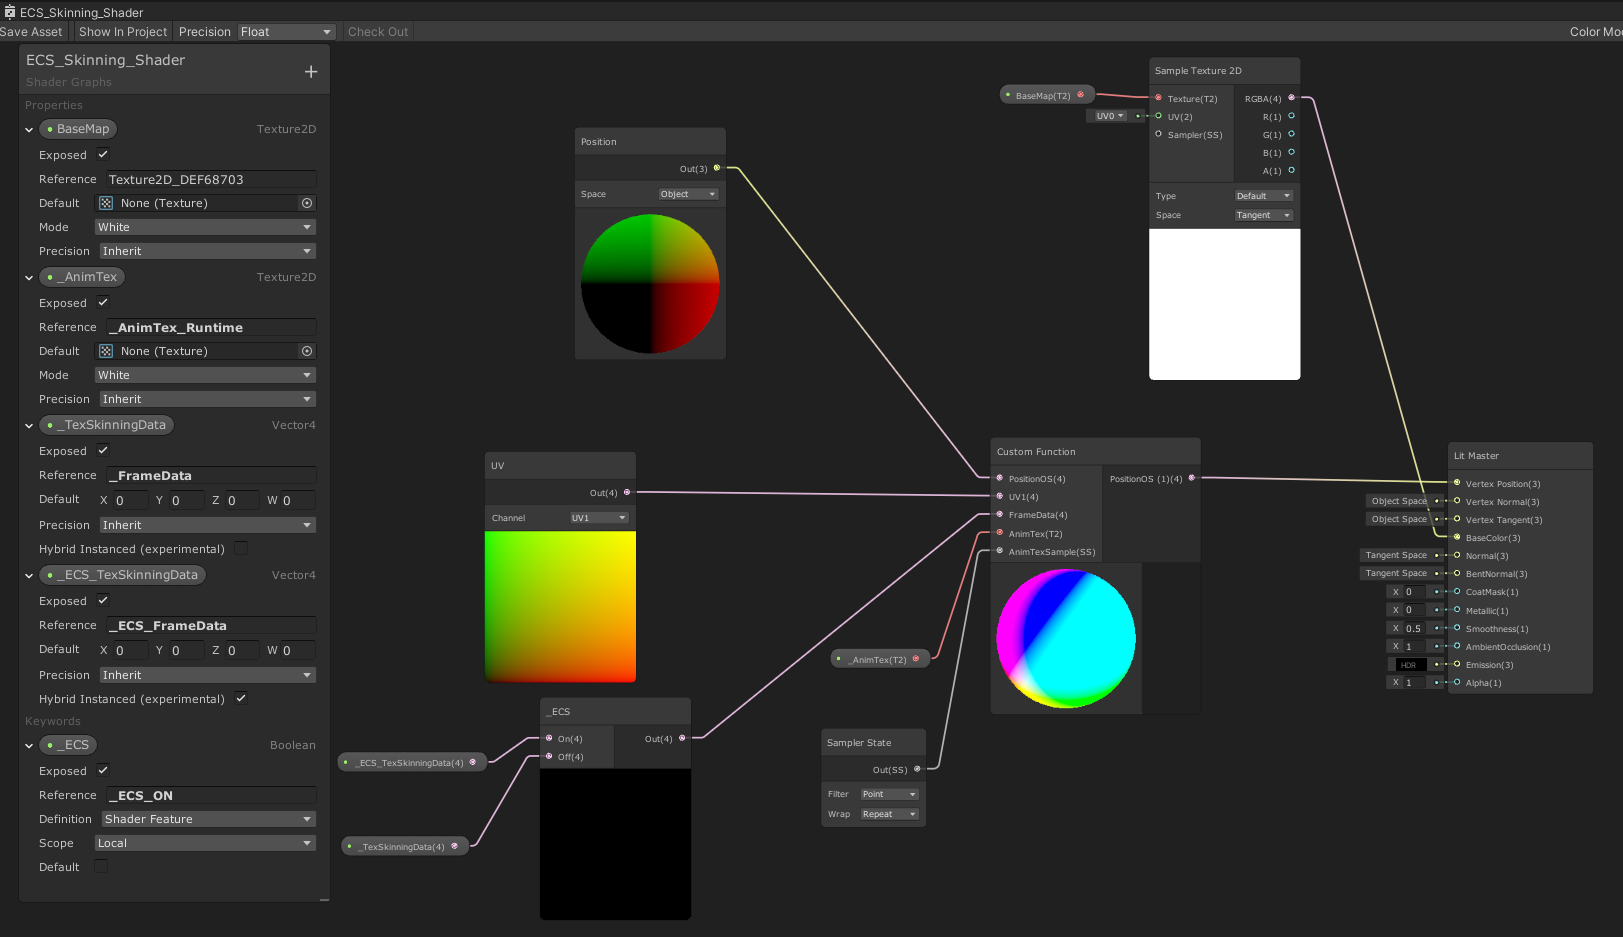 ECS_Skinning_Shader
Save Asset Show In Project Precision Float Check Out Color Mo
ECS_Skinning_Shader
Shader Graphs
Properties
BaseMap Texture2D
Exposed
Reference Texture2D_DEF68703
Default None (Texture)
Mode White
Precision Inherit
_AnimTex Texture2D
Exposed
Reference _AnimTex_Runtime
Default None (Texture)
Mode White
Precision Inherit
_TexSkinningData Vector4
Exposed
Reference _FrameData
Default X 0 Y 0 Z 0 W 0
Precision Inherit
Hybrid Instanced (experimental)
_ECS_TexSkinningData Vector4
Exposed
Reference _ECS_FrameData
Default X 0 Y 0 Z 0 W 0
Precision Inherit
Hybrid Instanced (experimental)
Keywords
_ECS Boolean
Exposed
Reference _ECS_ON
Definition Shader Feature
Scope Local
Default
Position
Out(3)
Space Object
UV
Out(4)
Channel UV1
_ECS
On(4) Out(4)
Off(4)
_ECS_TexSkinningData(4)
_TexSkinningData(4)
_AnimTex(T2)
Sampler State
Out(SS)
Filter Point
Wrap Repeat
BaseMap(T2)
UV0
Sample Texture 2D
Texture(T2) RGBA(4)
UV(2) R(1)
Sampler(SS) G(1)
B(1)
A(1)
Type Default
Space Tangent
Custom Function
PositionOS(4) PositionOS (1)(4)
UV1(4)
FrameData(4)
AnimTex(T2)
AnimTexSample(SS)
Lit Master
Vertex Position(3)
Object Space Vertex Normal(3)
Object Space Vertex Tangent(3)
BaseColor(3)
Tangent Space Normal(3)
Tangent Space BentNormal(3)
X 0 CoatMask(1)
X 0 Metallic(1)
X 0.5 Smoothness(1)
X 1 AmbientOcclusion(1)
HDR Emission(3)
X 1 Alpha(1)